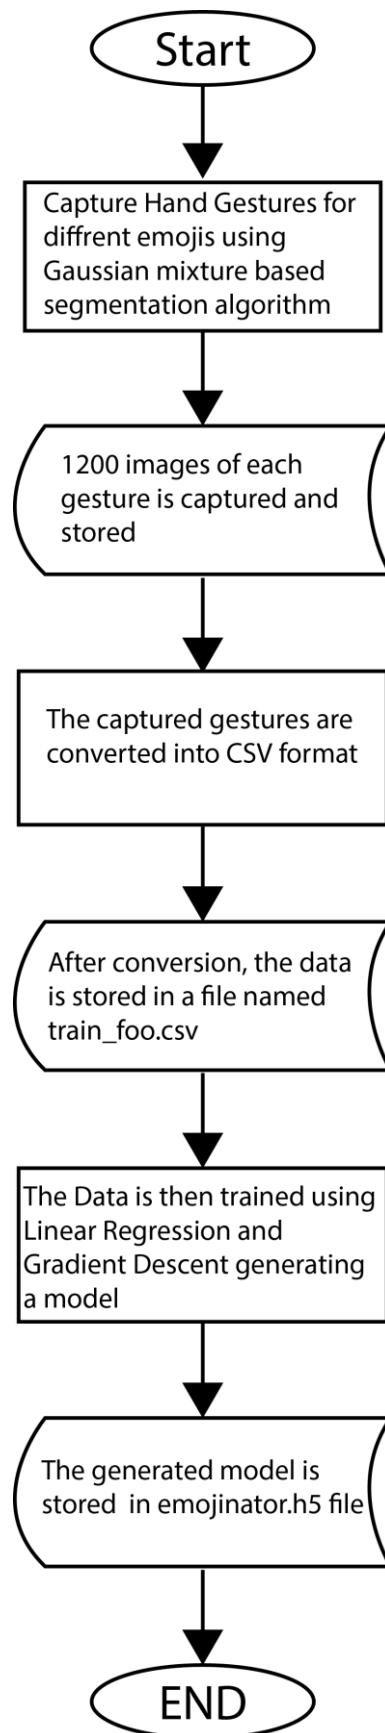 Start
Capture Hand Gestures for
diffrent emojis using
Gaussian mixture based
segmentation algorithm
1200 images of each
gesture is captured and
stored
The captured gestures are
converted into CSV format
After conversion, the data
is stored in a file named
train_foo.csv
The Data is then trained using
Linear Regression and
Gradient Descent generating
a model
The generated model is
stored in emojinator.h5 file
END